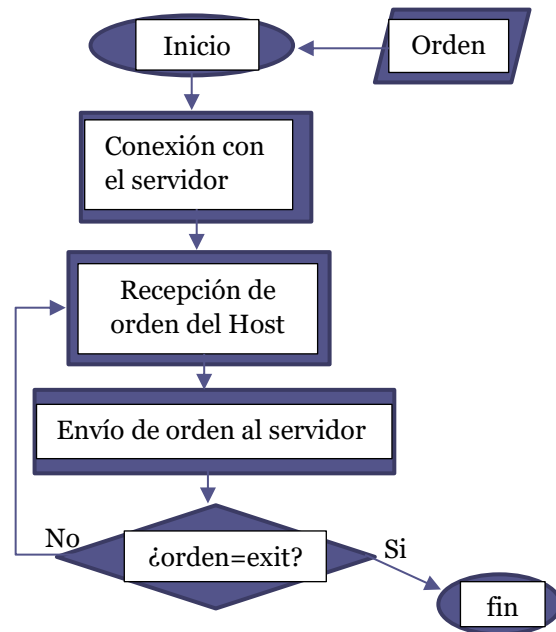 Inicio
Orden
Conexión con
el servidor
Recepción de
orden del Host
Envío de orden al servidor
No
¿orden=exit?
Si
fin